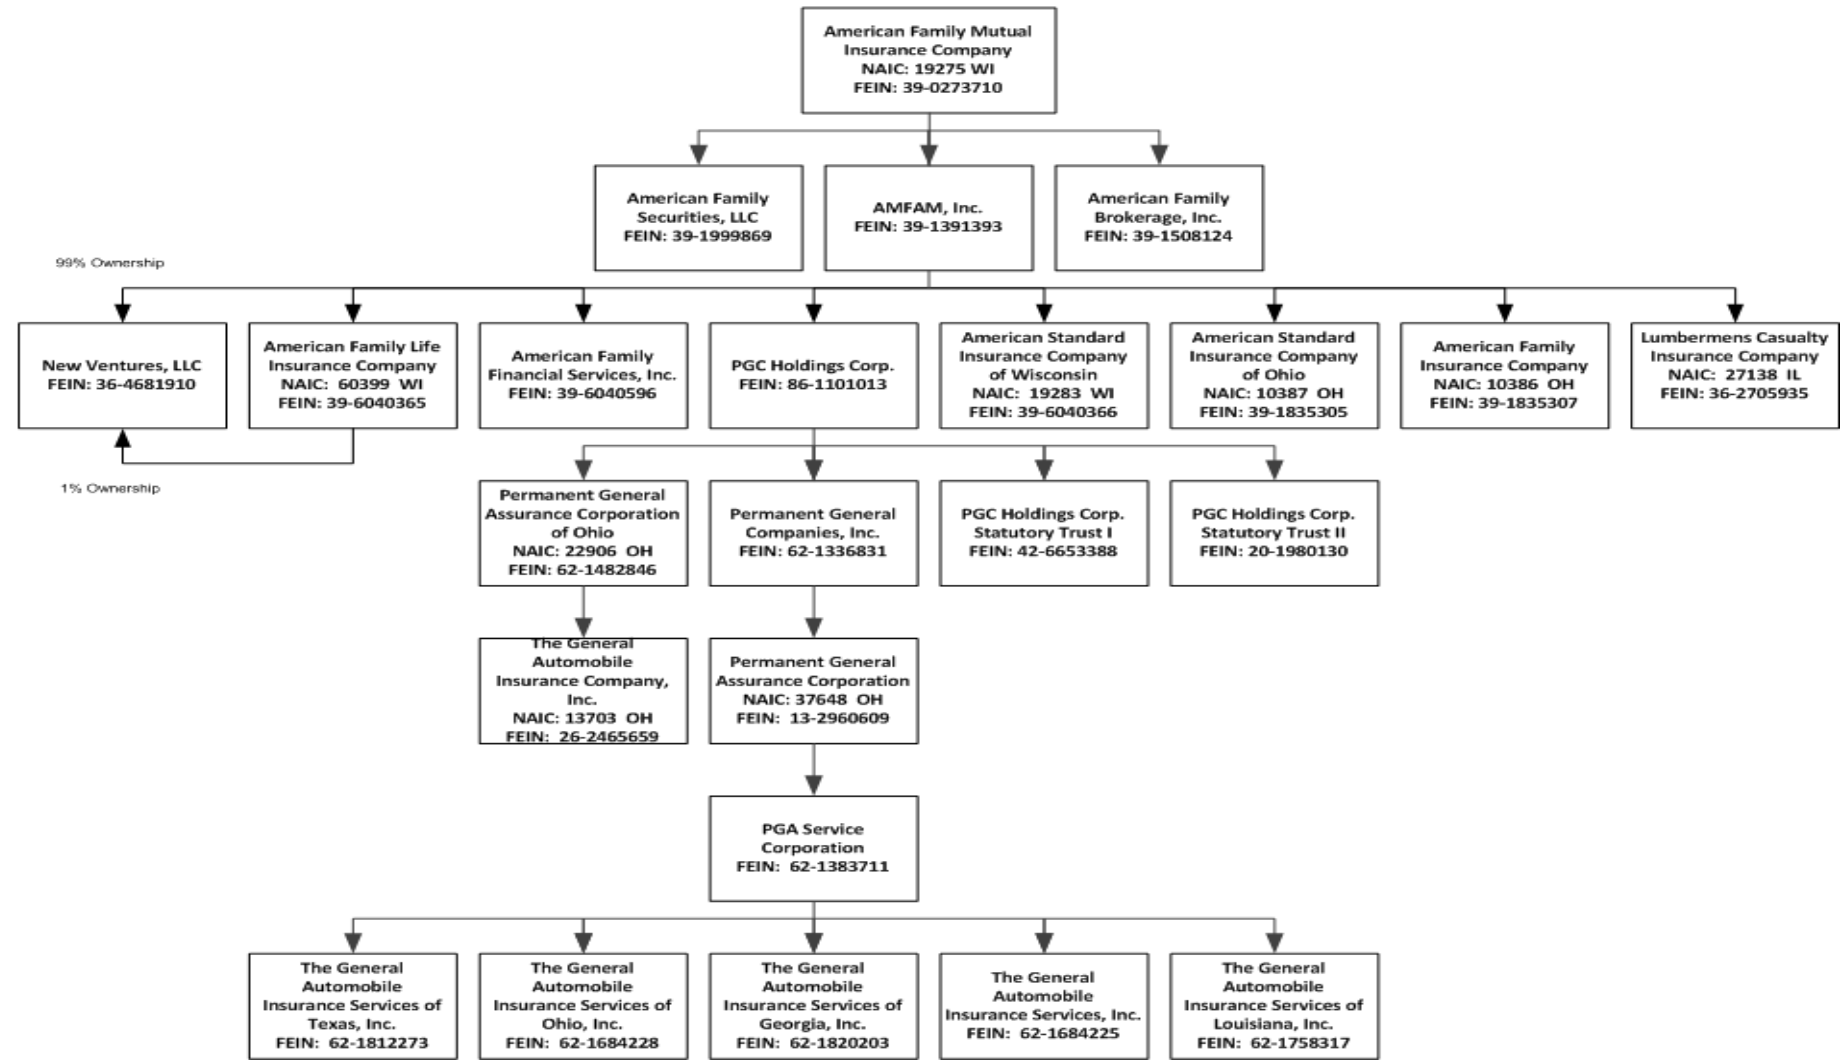 American Family Mutual
Insurance Company
NAIC: 19275 WI
FEIN: 39-0273710
American Family
Securities, LLC
FEIN: 39-1999869
AMFAM, Inc.
FEIN: 39-1391393
American Family
Brokerage, Inc.
FEIN: 39-1508124
99% Ownership
New Ventures, LLC
FEIN: 36-4681910
American Family Life
Insurance Company
NAIC: 60399 WI
FEIN: 39-6040365
American Family
Financial Services, Inc.
FEIN: 39-6040596
PGC Holdings Corp.
FEIN: 86-1101013
American Standard
Insurance Company
of Wisconsin
NAIC: 19283 WI
FEIN: 39-6040366
American Standard
Insurance Company
of Ohio
NAIC: 10387 OH
FEIN: 39-1835305
American Family
Insurance Company
NAIC: 10386 OH
FEIN: 39-1835307
Lumbermens Casualty
Insurance Company
NAIC: 27138 IL
FEIN: 36-2705935
1% Ownership
Permanent General
Assurance Corporation
of Ohio
NAIC: 22906 OH
FEIN: 62-1482846
Permanent General
Companies, Inc.
FEIN: 62-1336831
PGC Holdings Corp.
Statutory Trust I
FEIN: 42-6653388
PGC Holdings Corp.
Statutory Trust II
FEIN: 20-1980130
The General
Automobile
Insurance Company,
Inc.
NAIC: 13703 OH
FEIN: 26-2465659
Permanent General
Assurance Corporation
NAIC: 37648 OH
FEIN: 13-2960609
PGA Service
Corporation
FEIN: 62-1383711
The General
Automobile
Insurance Services of
Texas, Inc.
FEIN: 62-1812273
The General
Automobile
Insurance Services of
Ohio, Inc.
FEIN: 62-1684228
The General
Automobile
Insurance Services of
Georgia, Inc.
FEIN: 62-1820203
The General
Automobile
Insurance Services, Inc.
FEIN: 62-1684225
The General
Automobile
Insurance Services of
Louisiana, Inc.
FEIN: 62-1758317